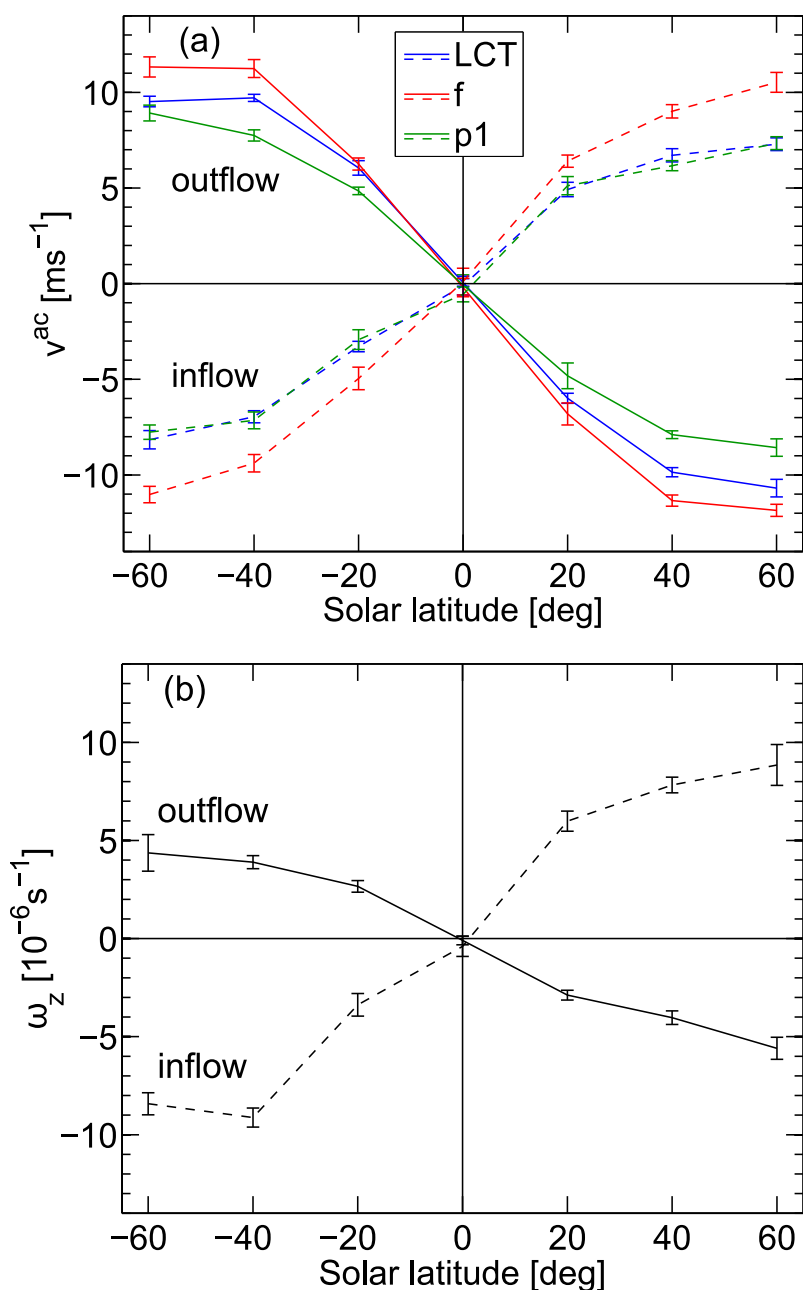 (a)
LCT
f
p1
outflow
inflow
v^ac [ms^−1]
10
5
0
−5
−10
−60 −40 −20 0 20 40 60
Solar latitude [deg]
(b)
outflow
inflow
ω_z [10^−6 s^−1]
10
5
0
−5
−10
−60 −40 −20 0 20 40 60
Solar latitude [deg]